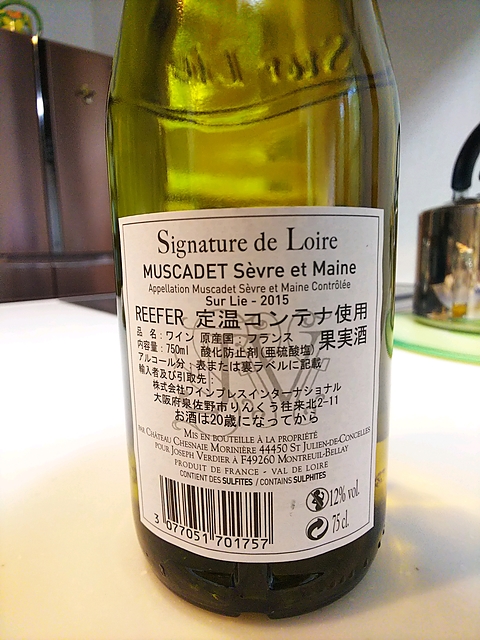 Sur Lie
Signature de Loire
MUSCADET Sèvre et Maine
Appellation Muscadet Sèvre et Maine Contrôlée
Sur Lie - 2015
REEFER 定温コンテナ使用
品 名:ワイン 原産国:フランス 果実酒
内容量:750ml 酸化防止剤(亜硫酸塩)
アルコール分:表または裏ラベルに記載
輸入者及び引取先:
株式会社ワインプレスインターナショナル
大阪府泉佐野市りんくう往来北2-11
お酒は20歳になってから
MIS EN BOUTEILLE À LA PROPRIÉTÉ
PAR CHÂTEAU CHESNAIE MORINIÈRE 44450 ST JULIEN-DE-CONCELLES
POUR JOSEPH VERDIER À F49260 MONTREUIL-BELLAY
PRODUIT DE FRANCE - VAL DE LOIRE
CONTIENT DES SULFITES / CONTAINS SULPHITES
12% vol.
75 cl.
3 077051 701757